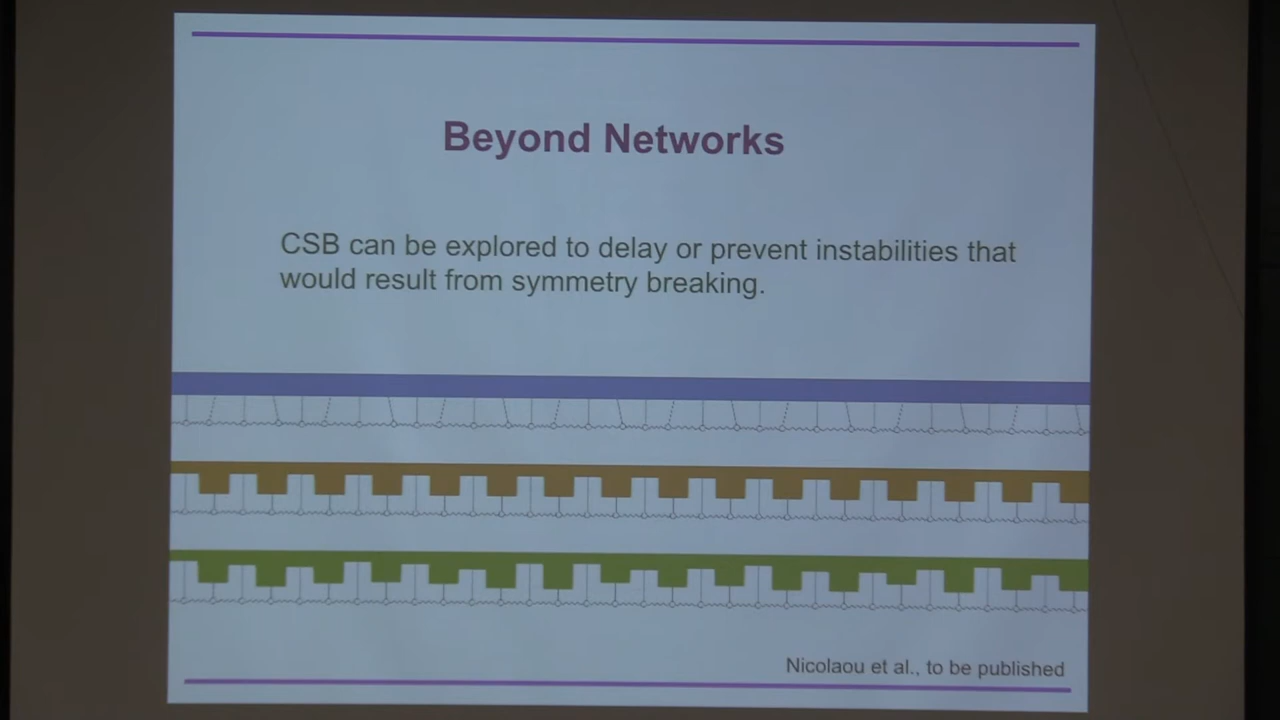 Beyond Networks
CSB can be explored to delay or prevent instabilities that
would result from symmetry breaking.
Nicolaou et al., to be published